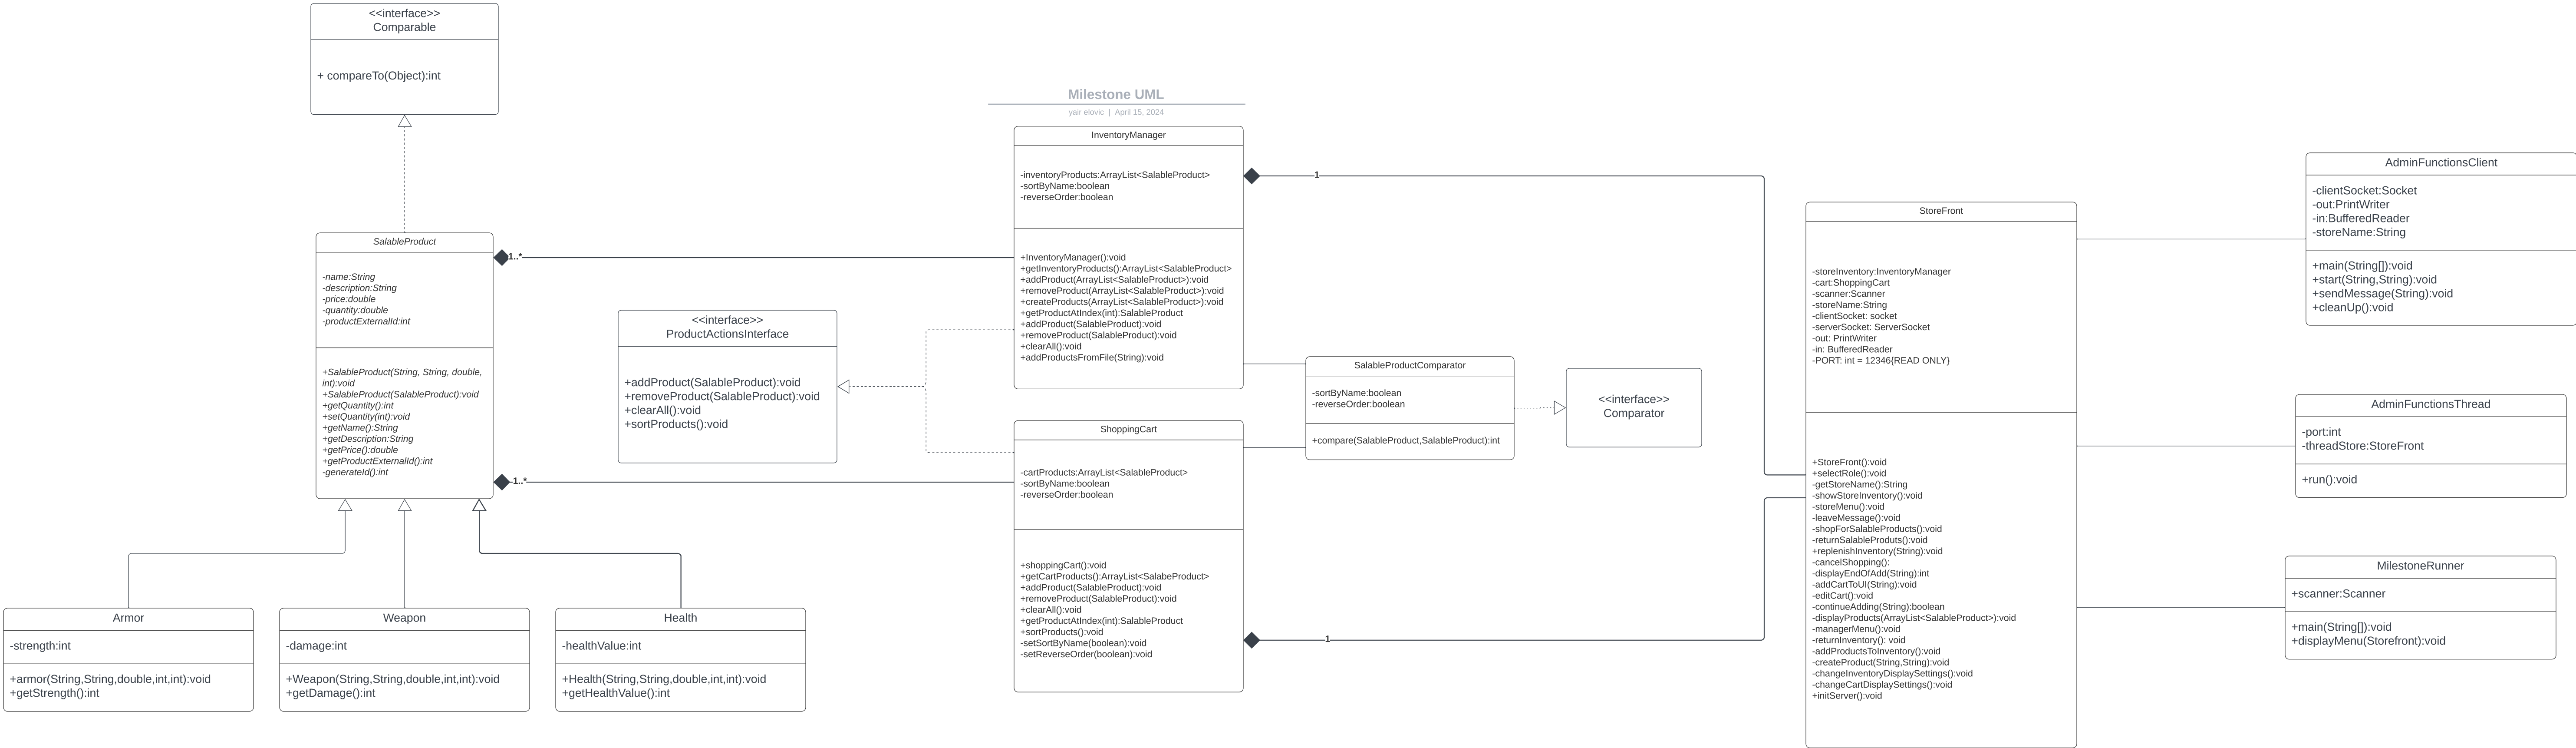 <<interface>>
Comparable
+ compareTo(Object):int
Milestone UML
yair elovic | April 15, 2024
SalableProduct
-name:String
-description:String
-price:double
-quantity:double
-productExternalId:int
+SalableProduct(String, String, double,
int):void
+SalableProduct(SalableProduct):void
+getQuantity():int
+setQuantity(int):void
+getName():String
+getDescription:String
+getPrice():double
+getProductExternalId():int
-generateId():int
1..*
1..*
Armor
-strength:int
+armor(String,String,double,int,int):void
+getStrength():int
Weapon
-damage:int
+Weapon(String,String,double,int,int):void
+getDamage():int
Health
-healthValue:int
+Health(String,String,double,int,int):void
+getHealthValue():int
<<interface>>
ProductActionsInterface
+addProduct(SalableProduct):void
+removeProduct(SalableProduct):void
+clearAll():void
+sortProducts():void
InventoryManager
-inventoryProducts:ArrayList<SalableProduct>
-sortByName:boolean
-reverseOrder:boolean
+InventoryManager():void
+getInventoryProducts():ArrayList<SalableProduct>
+addProduct(ArrayList<SalableProduct>):void
+removeProduct(ArrayList<SalableProduct>):void
+createProducts(ArrayList<SalableProduct>):void
+getProductAtIndex(int):SalableProduct
+addProduct(SalableProduct):void
+removeProduct(SalableProduct):void
+clearAll():void
+addProductsFromFile(String):void
ShoppingCart
-cartProducts:ArrayList<SalableProduct>
-sortByName:boolean
-reverseOrder:boolean
+shoppingCart():void
+getCartProducts():ArrayList<SalabeProduct>
+addProduct(SalableProduct):void
+removeProduct(SalableProduct):void
+clearAll():void
+getProductAtIndex(int):SalableProduct
+sortProducts():void
-setSortByName(boolean):void
-setReverseOrder(boolean):void
1
1
SalableProductComparator
-sortByName:boolean
-reverseOrder:boolean
+compare(SalableProduct,SalableProduct):int
<<interface>>
Comparator
StoreFront
-storeInventory:InventoryManager
-cart:ShoppingCart
-scanner:Scanner
-storeName:String
-clientSocket: socket
-serverSocket: ServerSocket
-out: PrintWriter
-in: BufferedReader
-PORT: int = 12346{READ ONLY}
+StoreFront():void
+selectRole():void
-getStoreName():String
-showStoreInventory():void
-storeMenu():void
-leaveMessage():void
-shopForSalableProducts():void
-returnSalableProduts():void
+replenishInventory(String):void
-cancelShopping():
-displayEndOfAdd(String):int
-addCartToUI(String):void
-editCart():void
-continueAdding(String):boolean
-displayProducts(ArrayList<SalableProduct>):void
-managerMenu():void
-returnInventory(): void
-addProductsToInventory():void
-createProduct(String,String):void
-changeInventoryDisplaySettings():void
-changeCartDisplaySettings():void
+initServer():void
AdminFunctionsClient
-clientSocket:Socket
-out:PrintWriter
-in:BufferedReader
-storeName:String
+main(String[]):void
+start(String,String):void
+sendMessage(String):void
+cleanUp():void
AdminFunctionsThread
-port:int
-threadStore:StoreFront
+run():void
MilestoneRunner
+scanner:Scanner
+main(String[]):void
+displayMenu(Storefront):void